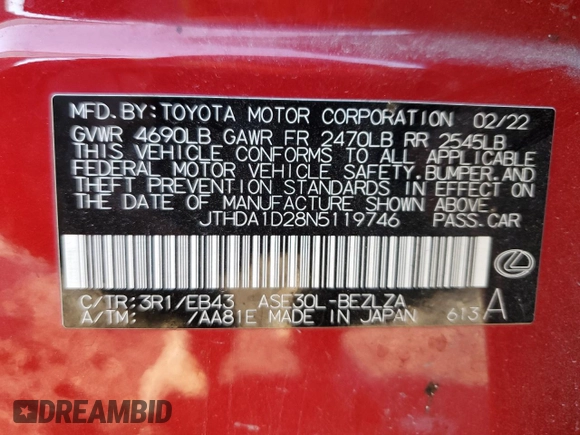 MFD.BY:TOYOTA MOTOR CORPORATION 02/22
GVWR 4690LB GAWR FR 2470LB RR 2545LB
THIS VEHICLE CONFORMS TO ALL APPLICABLE
FEDERAL MOTOR VEHICLE SAFETY.BUMPER.AND
THEFT PREVENTION STANDARDS IN EFFECT ON
THE DATE OF MANUFACTURE SHOWN ABOVE.
JTHDA1D28N5119746 PASS.CAR
C/TR:3R1/EB43 ASE30L-BEZLZA
A/TM: /AA81E MADE IN JAPAN 613 A
DREAMBID